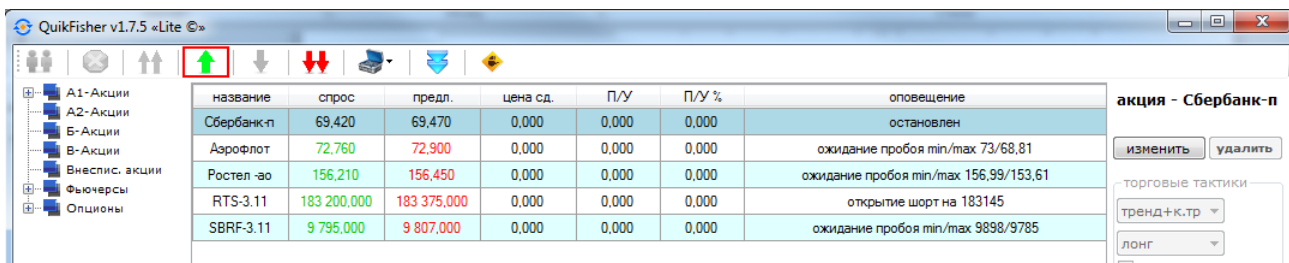 QuikFisher v1.7.5 «Lite ©»
А1-Акции
А2-Акции
Б-Акции
В-Акции
Внеспис. акции
Фьючерсы
Опционы
название спрос предл. цена сд. П/У П/У % оповещение
Сбербанк-п 69,420 69,470 0,000 0,000 0,000 остановлен
Аэрофлот 72,760 72,900 0,000 0,000 0,000 ожидание пробоя min/max 73/68,81
Ростел -ао 156,210 156,450 0,000 0,000 0,000 ожидание пробоя min/max 156,99/153,61
RTS-3.11 183 200,000 183 375,000 0,000 0,000 0,000 открытие шорт на 183145
SBRF-3.11 9 795,000 9 807,000 0,000 0,000 0,000 ожидание пробоя min/max 9898/9785
акция - Сбербанк-п
изменить удалить
торговые тактики
тренд+к.тр
лонг